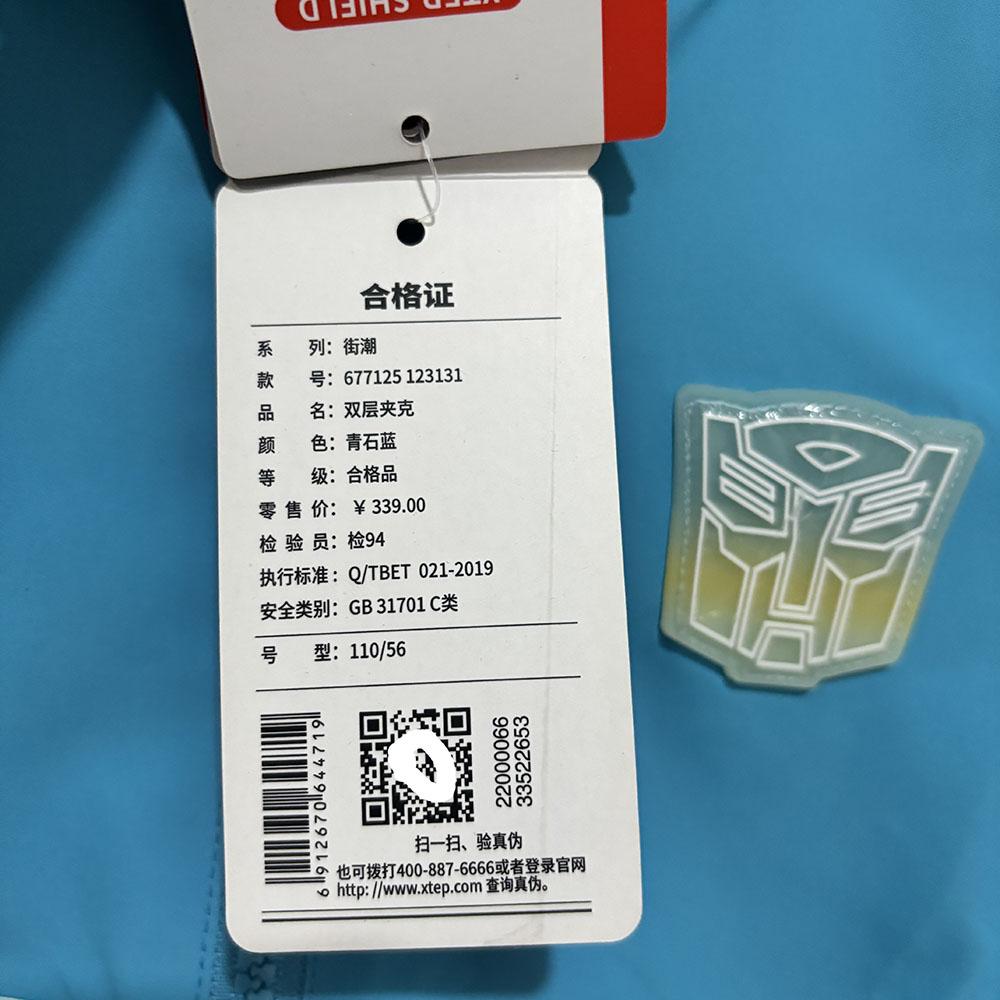 XTEP SHIELD
合格证
系 列：街潮
款 号：677125 123131
品 名：双层夹克
颜 色：青石蓝
等 级：合格品
零 售 价：￥339.00
检 验 员：检94
执行标准：Q/TBET 021-2019
安全类别：GB 31701 C类
号 型：110/56
6 912670 644719
22000066
33522653
扫一扫、验真伪
也可拨打400-887-6666或者登录官网
http: //www.xtep.com 查询真伪。